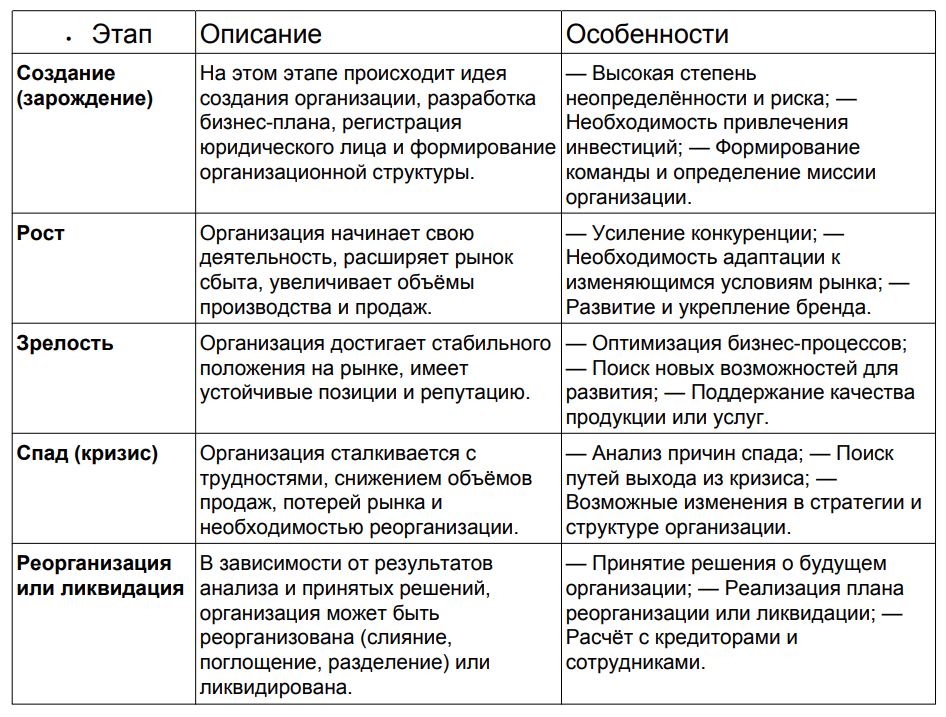 • Этап
Описание
Особенности
Создание
(зарождение)
На этом этапе происходит идея
создания организации, разработка
бизнес-плана, регистрация
юридического лица и формирование
организационной структуры.
— Высокая степень
неопределённости и риска; —
Необходимость привлечения
инвестиций; — Формирование
команды и определение миссии
организации.
Рост
Организация начинает свою
деятельность, расширяет рынок
сбыта, увеличивает объёмы
производства и продаж.
— Усиление конкуренции; —
Необходимость адаптации к
изменяющимся условиям рынка; —
Развитие и укрепление бренда.
Зрелость
Организация достигает стабильного
положения на рынке, имеет
устойчивые позиции и репутацию.
— Оптимизация бизнес-процессов;
— Поиск новых возможностей для
развития; — Поддержание качества
продукции или услуг.
Спад (кризис)
Организация сталкивается с
трудностями, снижением объёмов
продаж, потерей рынка и
необходимостью реорганизации.
— Анализ причин спада; — Поиск
путей выхода из кризиса; —
Возможные изменения в стратегии и
структуре организации.
Реорганизация
или ликвидация
В зависимости от результатов
анализа и принятых решений,
организация может быть
реорганизована (слияние,
поглощение, разделение) или
ликвидирована.
— Принятие решения о будущем
организации; — Реализация плана
реорганизации или ликвидации; —
Расчёт с кредиторами и
сотрудниками.